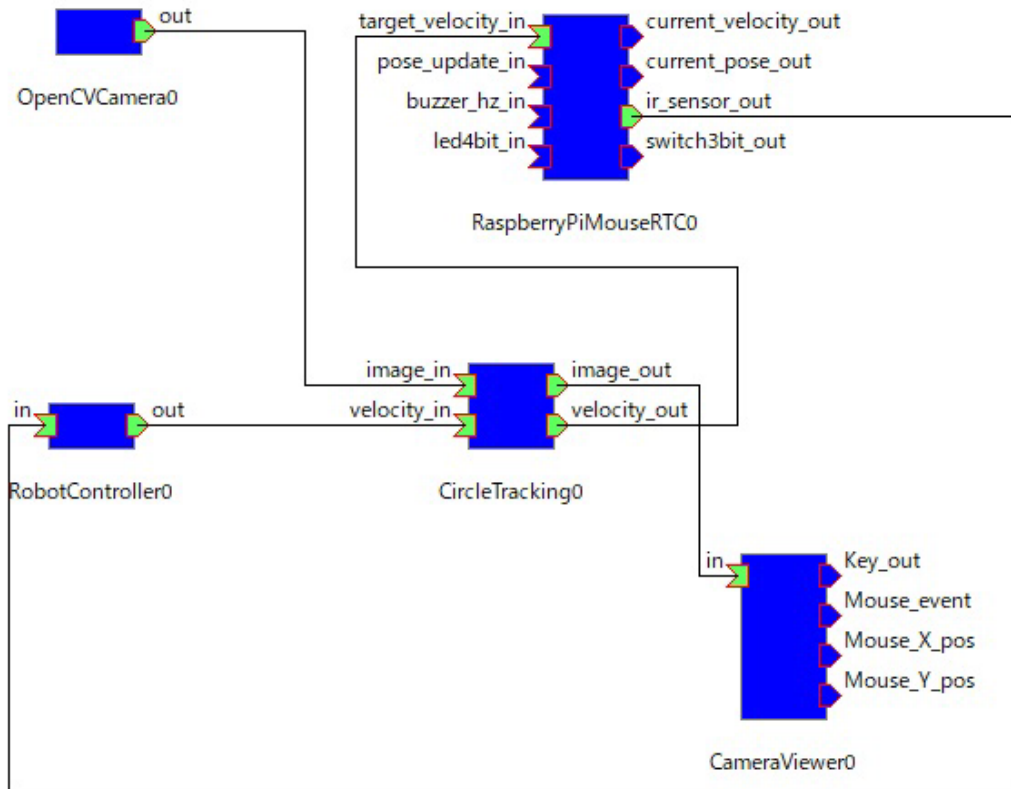 out
OpenCVCamera0
target_velocity_in
current_velocity_out
pose_update_in
current_pose_out
buzzer_hz_in
ir_sensor_out
led4bit_in
switch3bit_out
RaspberryPiMouseRTC0
image_in
image_out
in
out
velocity_in
velocity_out
RobotController0
CircleTracking0
in
Key_out
Mouse_event
Mouse_X_pos
Mouse_Y_pos
CameraViewer0